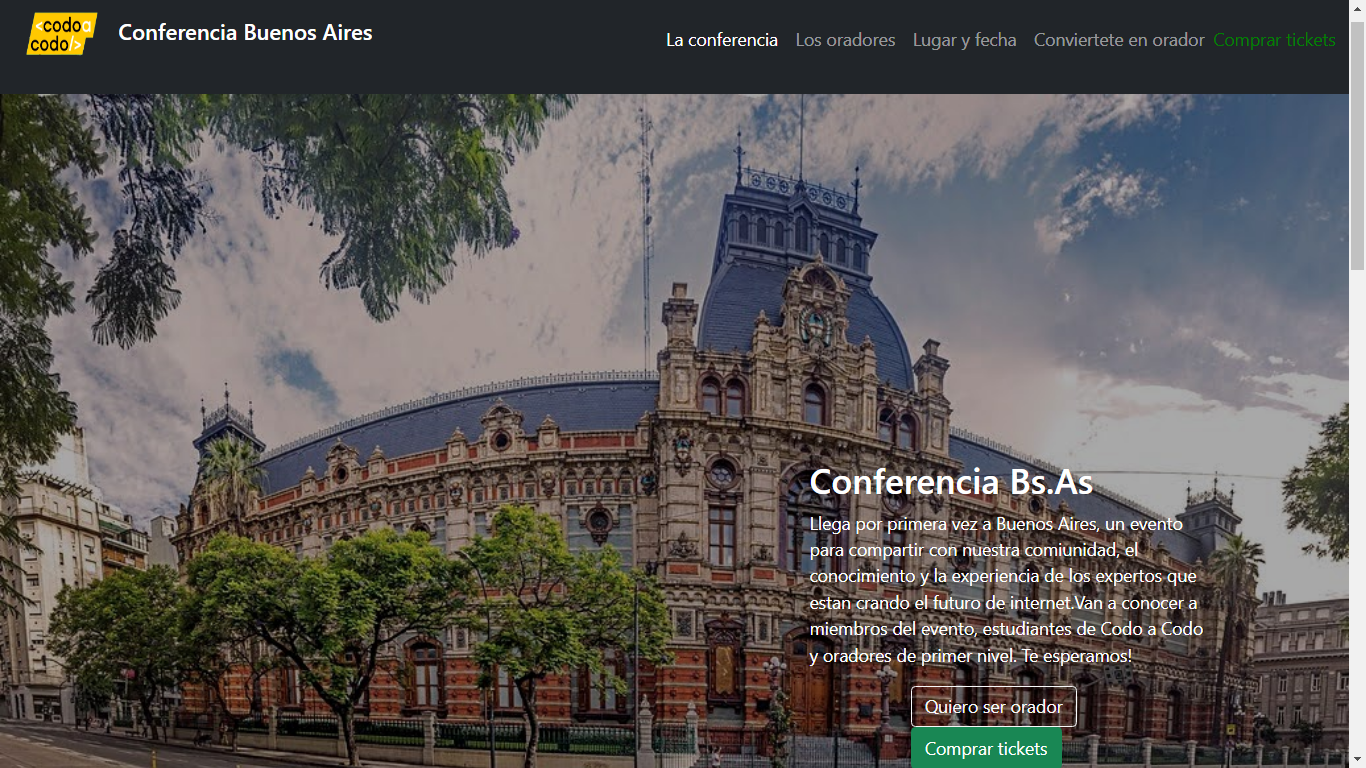 <codo a
codo/>
Conferencia Buenos Aires
La conferencia Los oradores Lugar y fecha Conviertete en orador Comprar tickets
Conferencia Bs.As
Llega por primera vez a Buenos Aires, un evento
para compartir con nuestra comiunidad, el
conocimiento y la experiencia de los expertos que
estan crando el futuro de internet.Van a conocer a
miembros del evento, estudiantes de Codo a Codo
y oradores de primer nivel. Te esperamos!
Quiero ser orador
Comprar tickets